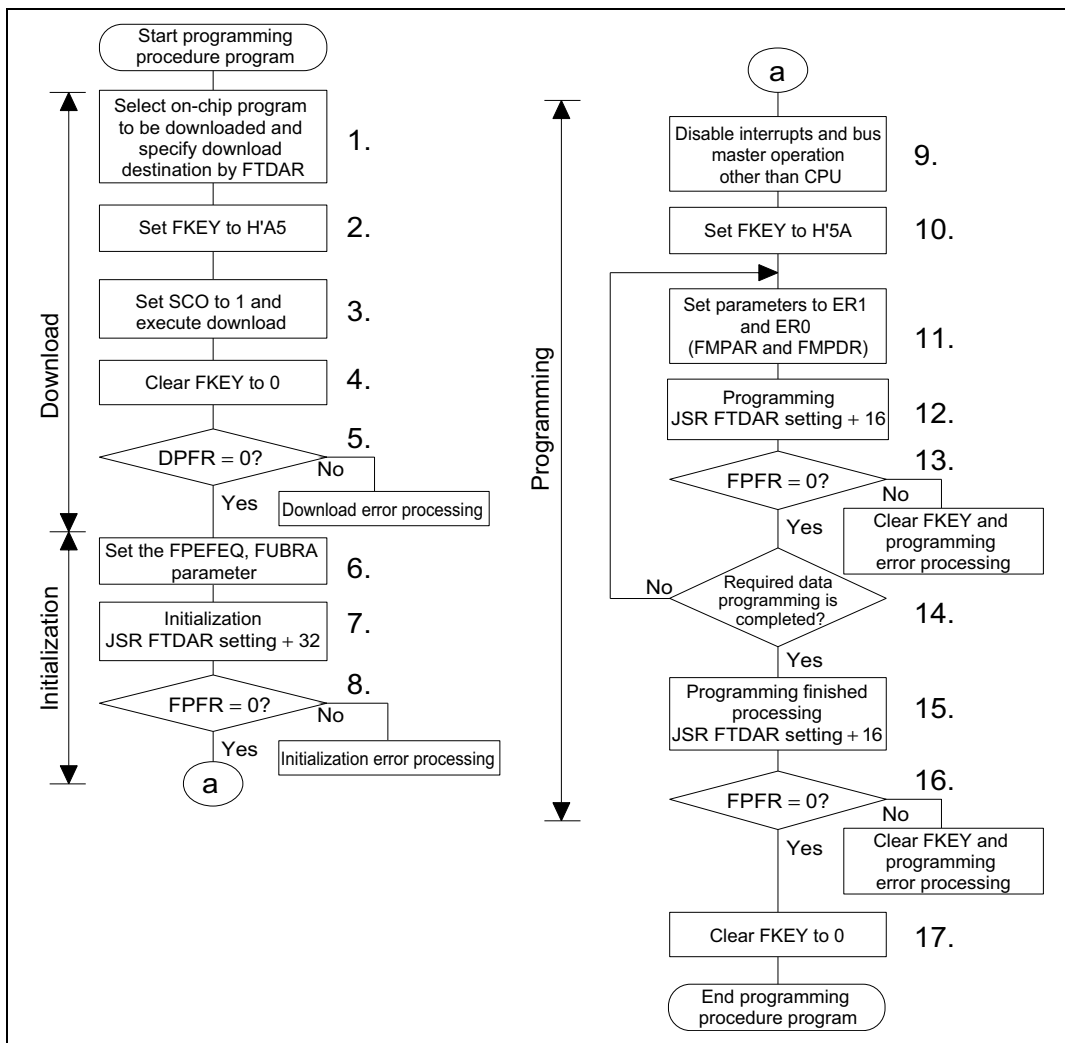 Start programming
procedure program
Download
Select on-chip program
to be downloaded and
specify download
destination by FTDAR
1.
Set FKEY to H'A5
2.
Set SCO to 1 and
execute download
3.
Clear FKEY to 0
4.
DPFR = 0?
5.
No
Yes
Download error processing
Initialization
Set the FPEFEQ, FUBRA
parameter
6.
Initialization
JSR FTDAR setting + 32
7.
FPFR = 0?
8.
No
Yes
Initialization error processing
a
a
Programming
Disable interrupts and bus
master operation
other than CPU
9.
Set FKEY to H'5A
10.
Set parameters to ER1
and ER0
(FMPAR and FMPDR)
11.
Programming
JSR FTDAR setting + 16
12.
FPFR = 0?
13.
No
Yes
Clear FKEY and
programming
error processing
No
Required data
programming is
completed?
14.
Yes
Programming finished
processing
JSR FTDAR setting + 16
15.
FPFR = 0?
16.
No
Yes
Clear FKEY and
programming
error processing
Clear FKEY to 0
17.
End programming
procedure program